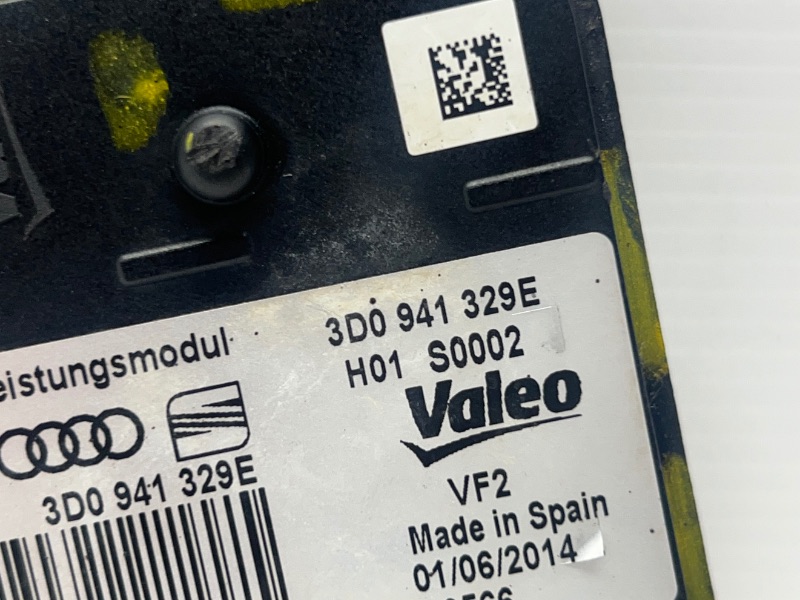 3D0 941 329E
H01 S0002
eistungsmodul
Valeo
3D0 941 329E
VF2
Made in Spain
01/06/2014